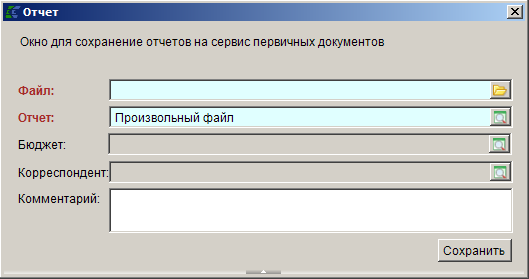 Отчет
Окно для сохранение отчетов на сервис первичных документов
Файл:
Отчет: Произвольный файл
Бюджет:
Корреспондент:
Комментарий:
Сохранить